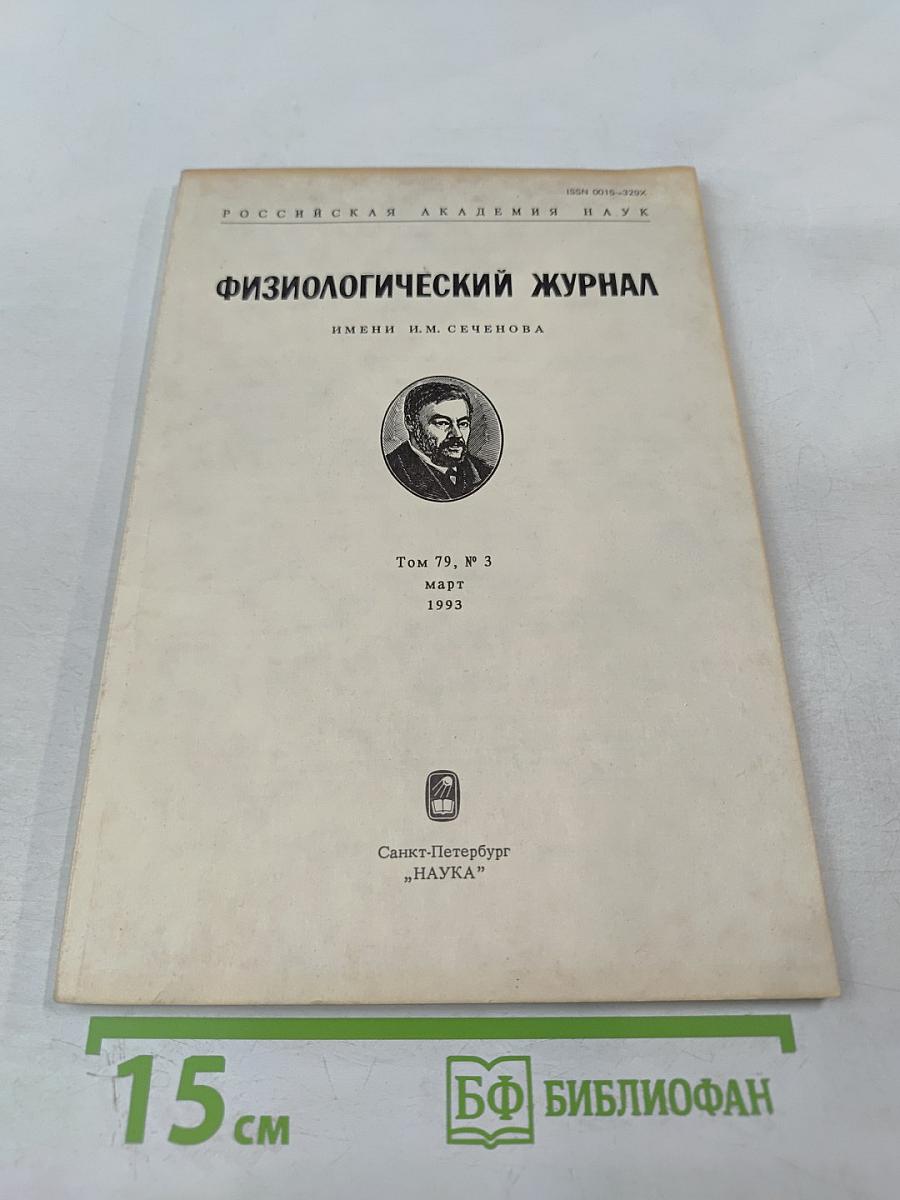 ISSN 0015-329X
РОССИЙСКАЯ АКАДЕМИЯ НАУК
ФИЗИОЛОГИЧЕСКИЙ ЖУРНАЛ
ИМЕНИ И.М. СЕЧЕНОВА
Том 79, № 3
март
1993
Санкт-Петербург
„НАУКА”
15 см
БФ БИБЛИОФАН